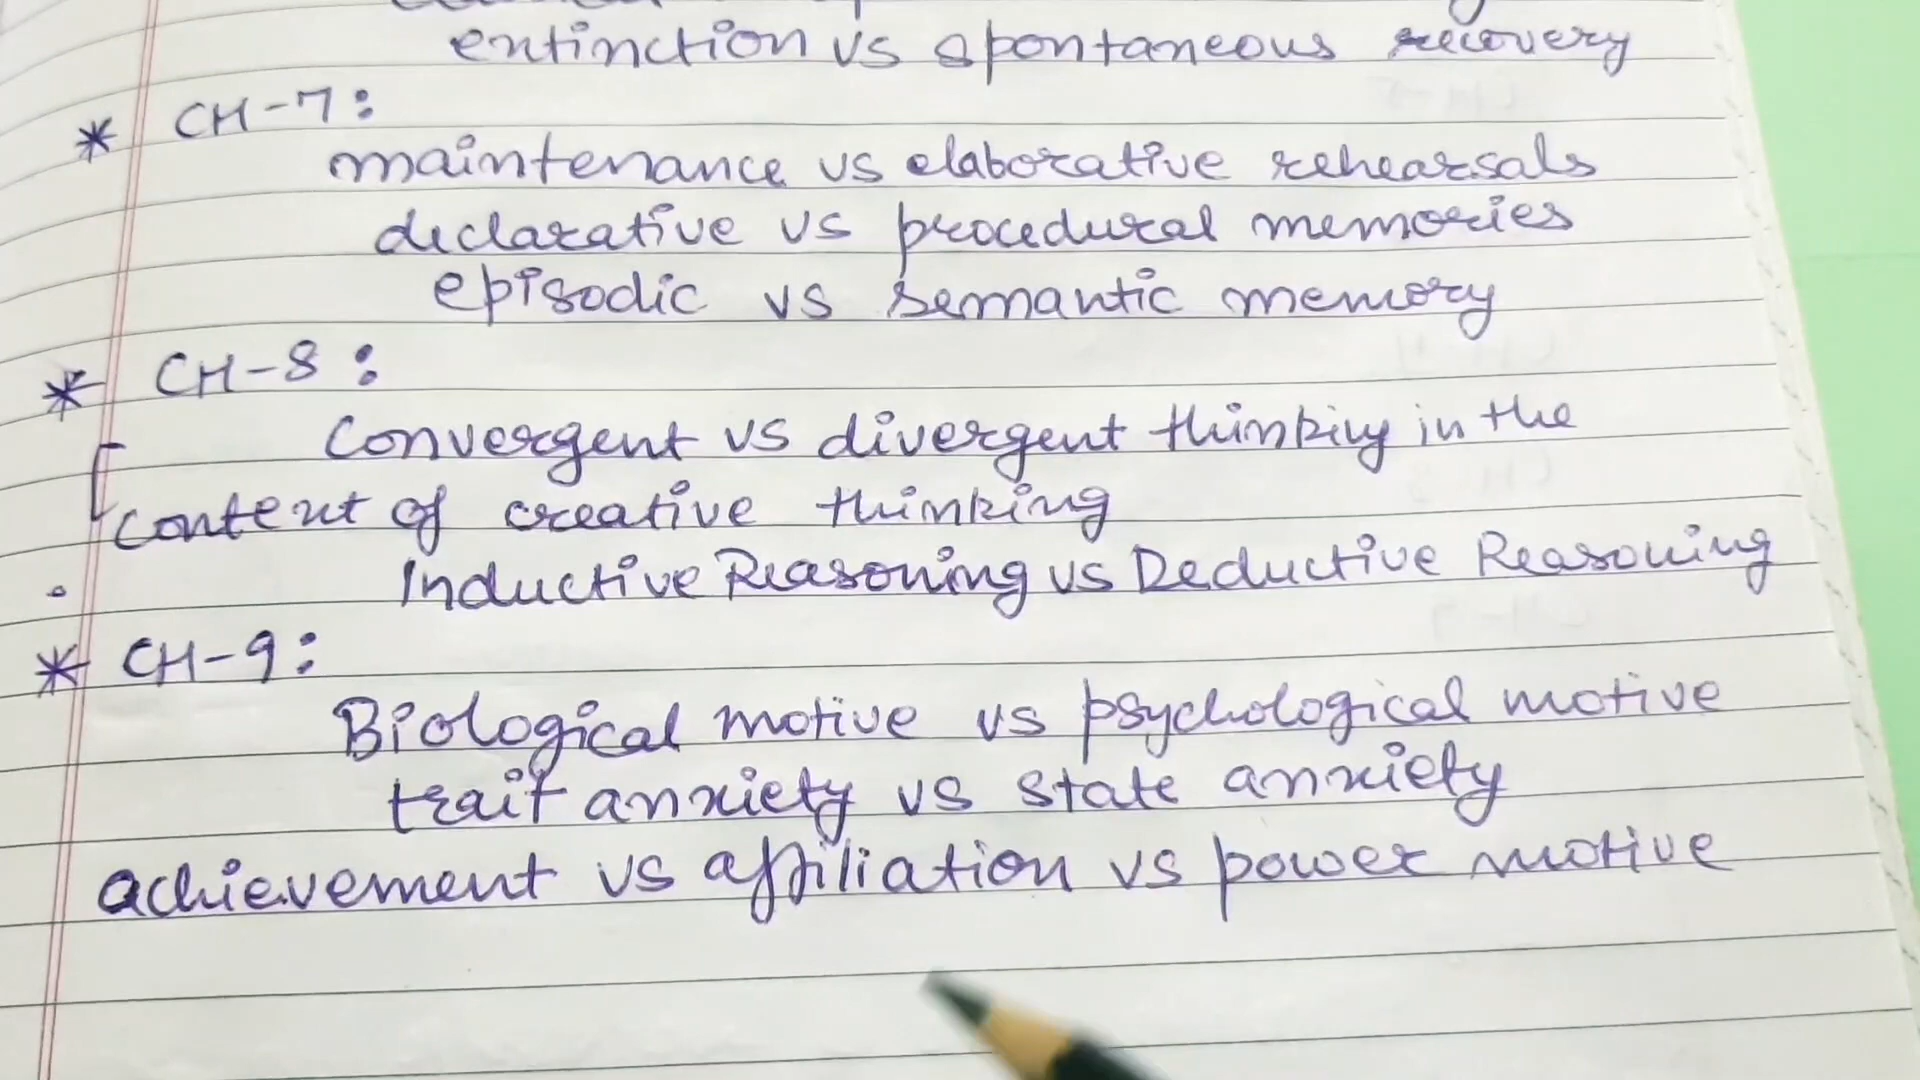 extinction vs spontaneous recovery
* CH-7:
maintenance vs elaborative rehearsals
declarative vs procedural memories
episodic vs semantic memory
* CH-8:
Convergent vs divergent thinking in the
context of creative thinking
Inductive Reasoning vs Deductive Reasoning
* CH-9:
Biological motive vs psychological motive
trait anxiety vs state anxiety
achievement vs affiliation vs power motive